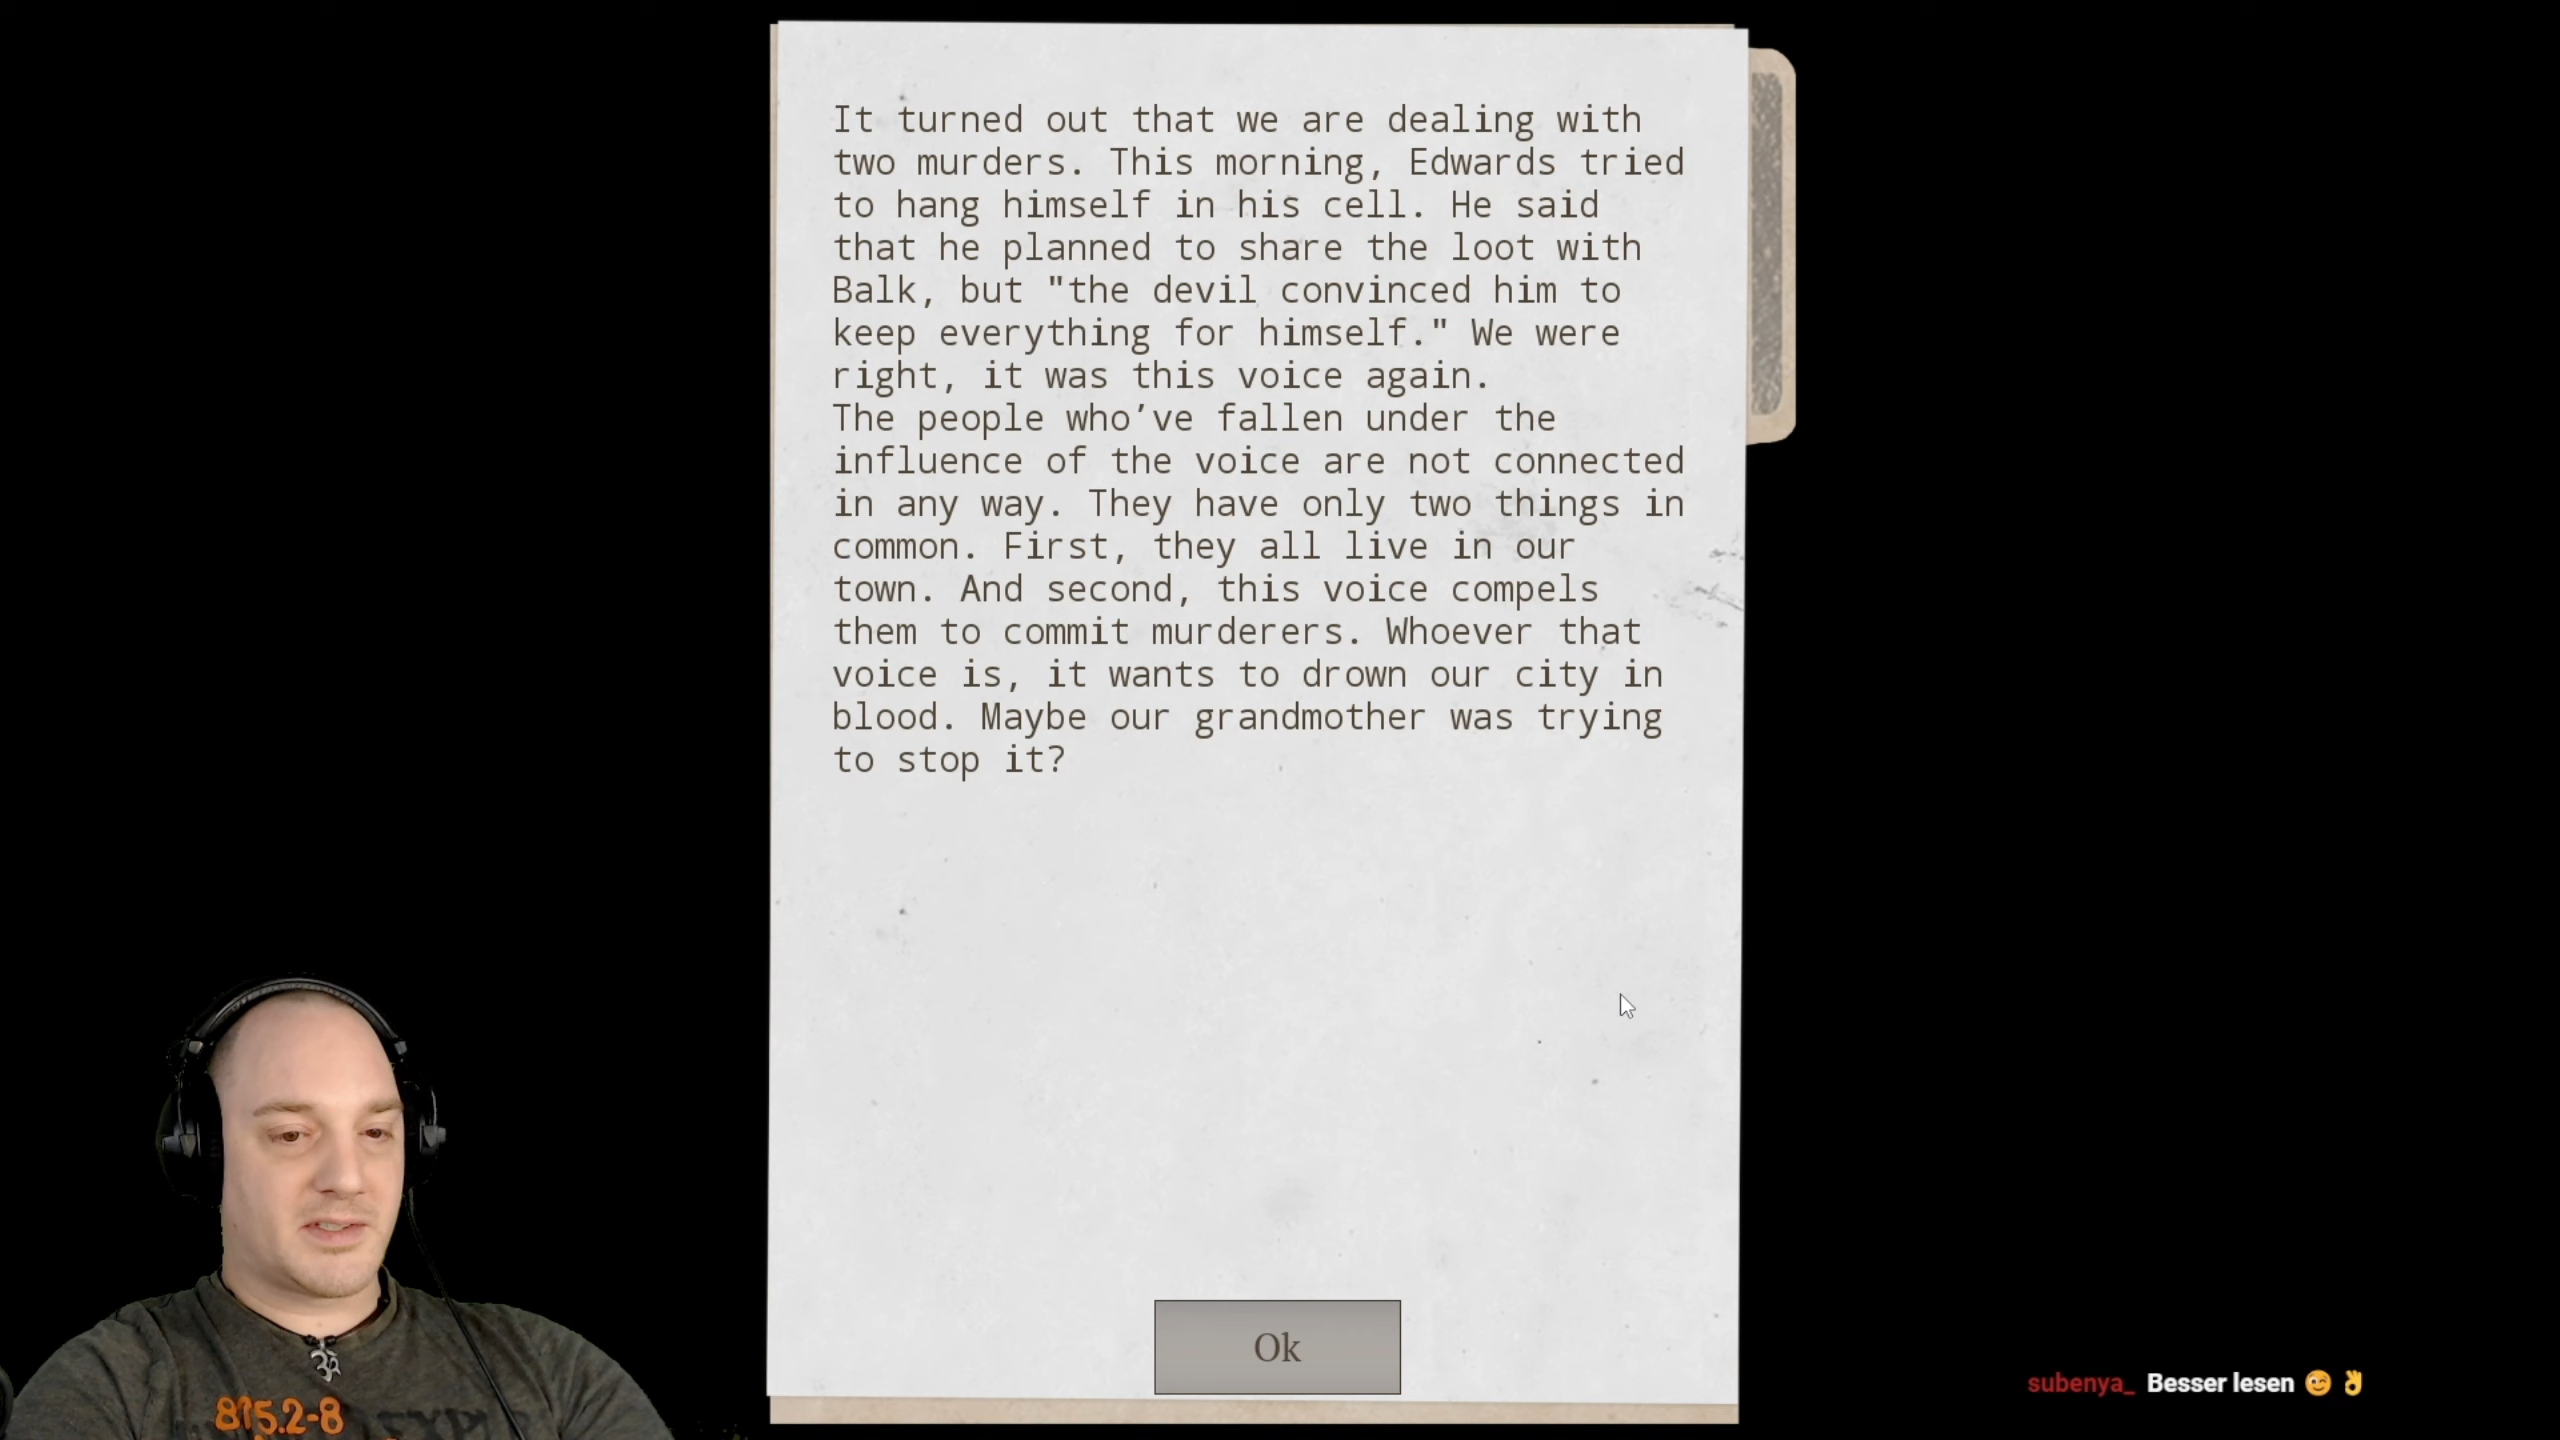 It turned out that we are dealing with
two murders. This morning, Edwards tried
to hang himself in his cell. He said
that he planned to share the loot with
Balk, but "the devil convinced him to
keep everything for himself." We were
right, it was this voice again.
The people who’ve fallen under the
influence of the voice are not connected
in any way. They have only two things in
common. First, they all live in our
town. And second, this voice compels
them to commit murderers. Whoever that
voice is, it wants to drown our city in
blood. Maybe our grandmother was trying
to stop it?
Ok
815.2-8
subenya_ Besser lesen 😉 👌